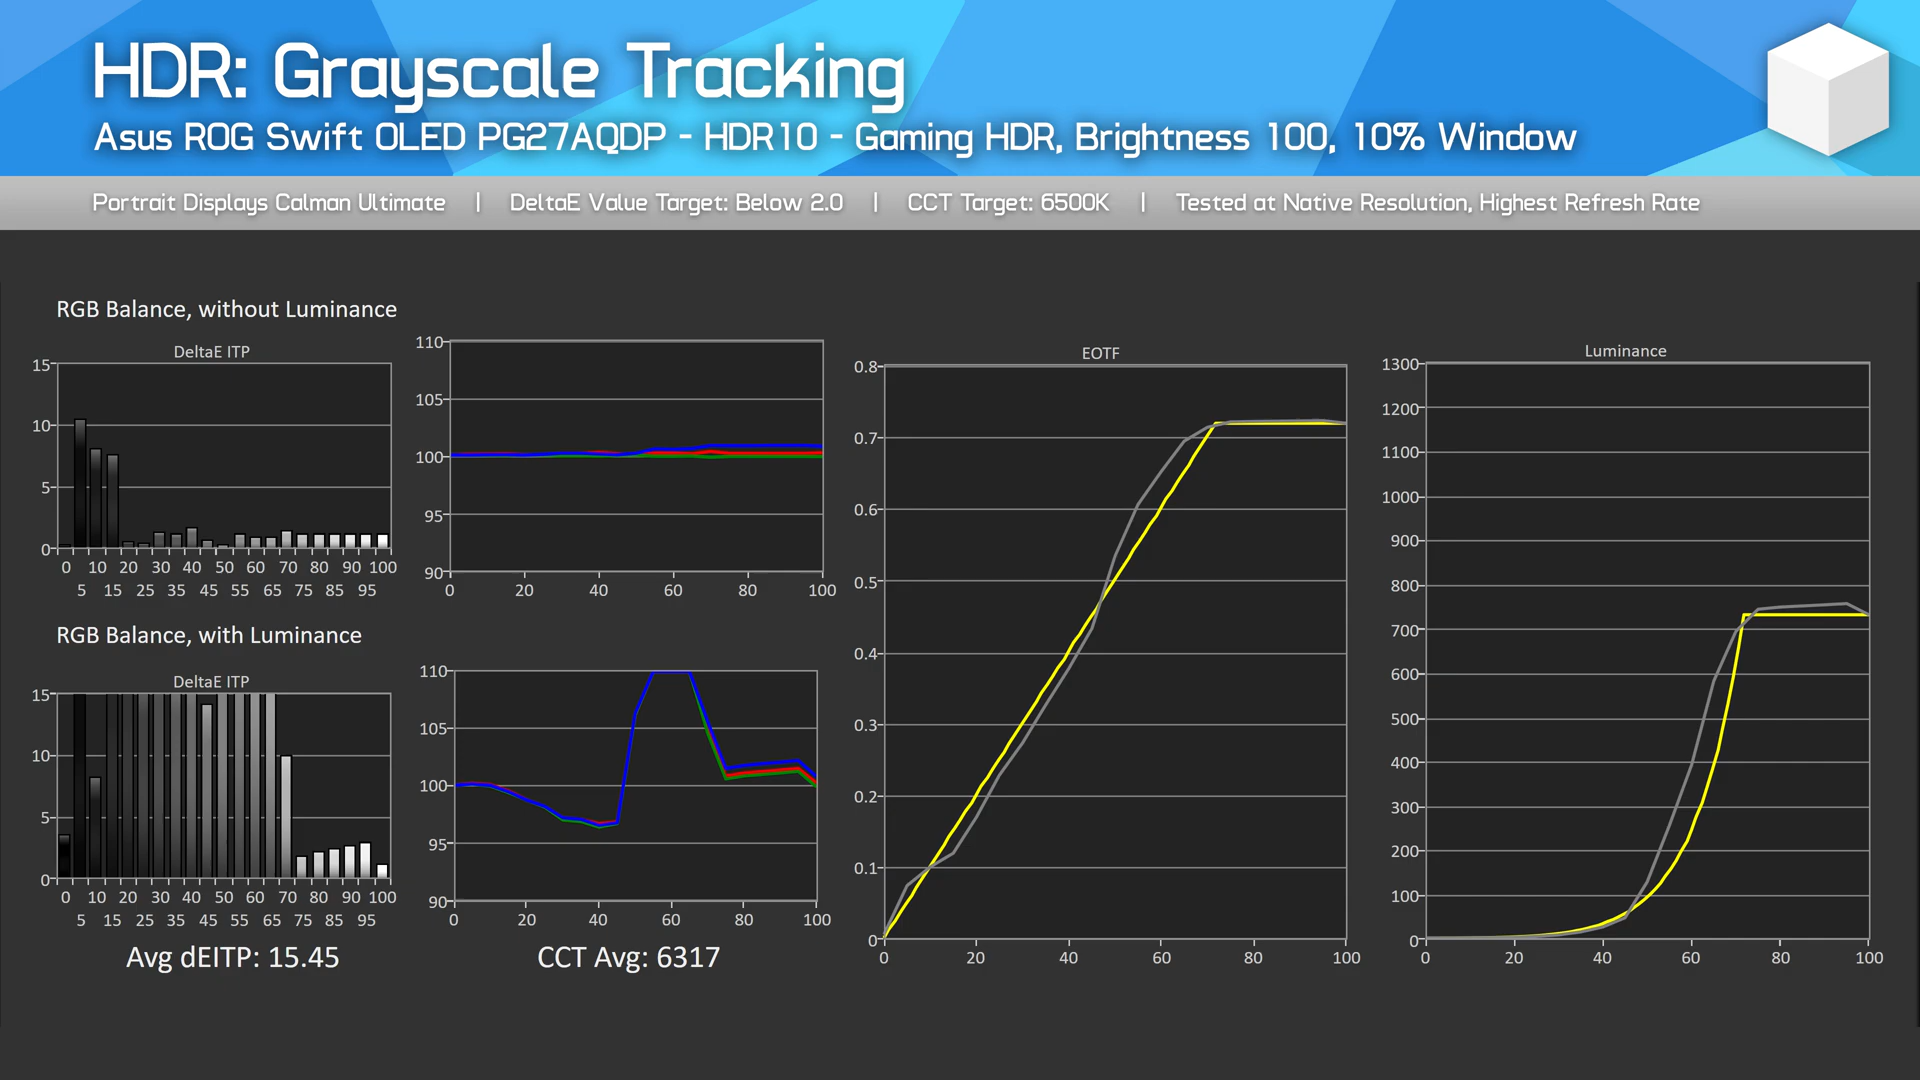 HDR: Grayscale Tracking
Asus ROG Swift OLED PG27AQDP - HDR10 - Gaming HDR, Brightness 100, 10% Window
Portrait Displays Calman Ultimate | DeltaE Value Target: Below 2.0 | CCT Target: 6500K | Tested at Native Resolution, Highest Refresh Rate
RGB Balance, without Luminance
DeltaE ITP
15
10
5
0
0 10 20 30 40 50 60 70 80 90 100
5 15 25 35 45 55 65 75 85 95
110
105
100
95
90
0 20 40 60 80 100
RGB Balance, with Luminance
DeltaE ITP
15
10
5
0
0 10 20 30 40 50 60 70 80 90 100
5 15 25 35 45 55 65 75 85 95
Avg dEITP: 15.45
110
105
100
95
90
0 20 40 60 80 100
CCT Avg: 6317
EOTF
0.8
0.7
0.6
0.5
0.4
0.3
0.2
0.1
0
0 20 40 60 80 100
Luminance
1300
1200
1100
1000
900
800
700
600
500
400
300
200
100
0
0 20 40 60 80 100